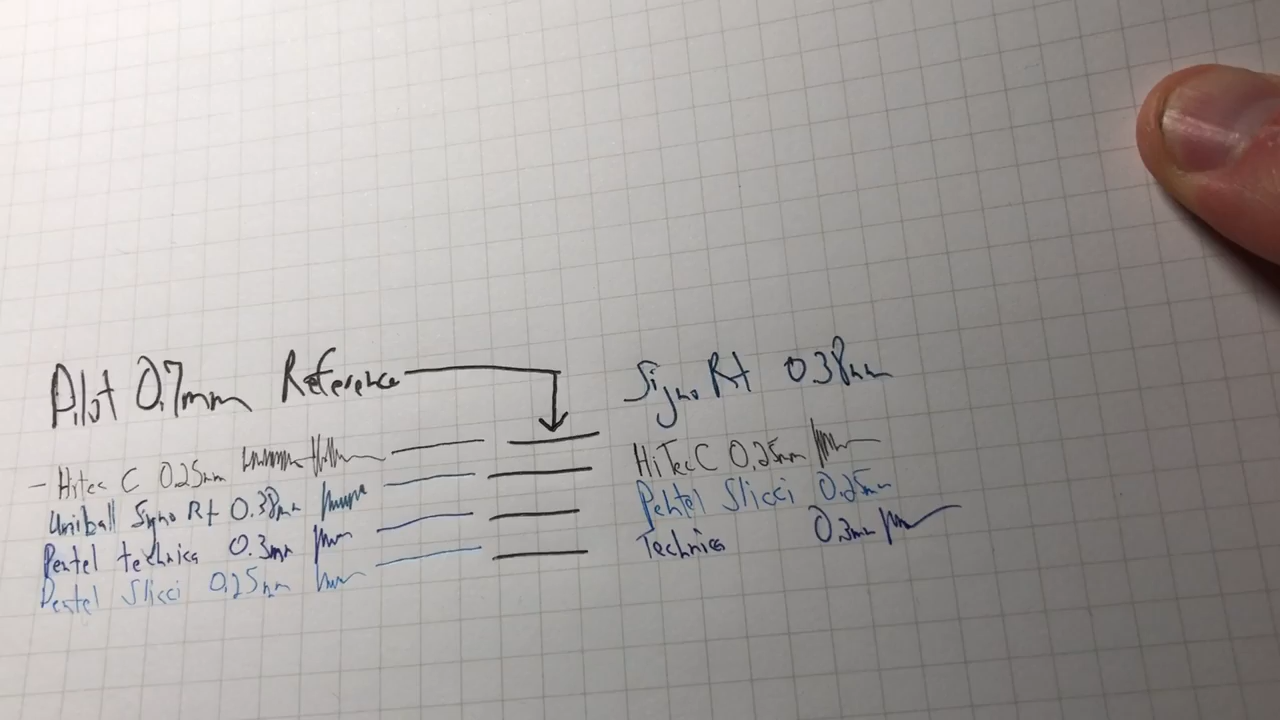 Pilot 0.7mm Reference
- Hitec C 0.25mm
Uniball Signo Rt 0.38mm
Pentel technica 0.3mm
Pentel Slicci 0.25mm
Signo Rt 0.38mm
HiTec C 0.25mm
Pentel Slicci 0.25mm
Technica 0.3mm